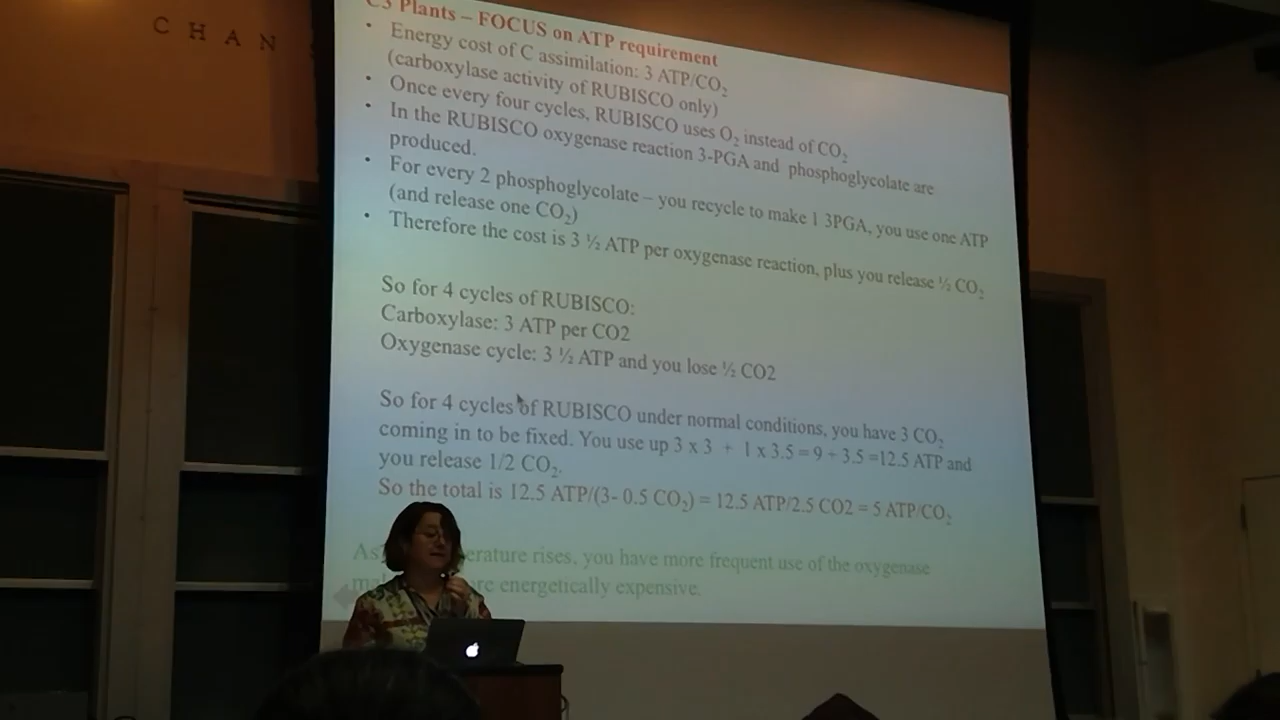 CHAN
C3 Plants – FOCUS on ATP requirement
• Energy cost of C assimilation: 3 ATP/CO₂
(carboxylase activity of RUBISCO only)
• Once every four cycles, RUBISCO uses O₂ instead of CO₂
• In the RUBISCO oxygenase reaction 3-PGA and phosphoglycolate are
produced.
• For every 2 phosphoglycolate – you recycle to make 1 3PGA, you use one ATP
(and release one CO₂)
• Therefore the cost is 3 ½ ATP per oxygenase reaction, plus you release ½ CO₂
So for 4 cycles of RUBISCO:
Carboxylase: 3 ATP per CO2
Oxygenase cycle: 3 ½ ATP and you lose ½ CO2
So for 4 cycles of RUBISCO under normal conditions, you have 3 CO₂
coming in to be fixed. You use up 3 x 3 + 1 x 3.5 = 9 + 3.5 =12.5 ATP and
you release 1/2 CO₂.
So the total is 12.5 ATP/(3- 0.5 CO₂) = 12.5 ATP/2.5 CO2 = 5 ATP/CO₂
As erature rises, you have more frequent use of the oxygenase
energetically expensive.